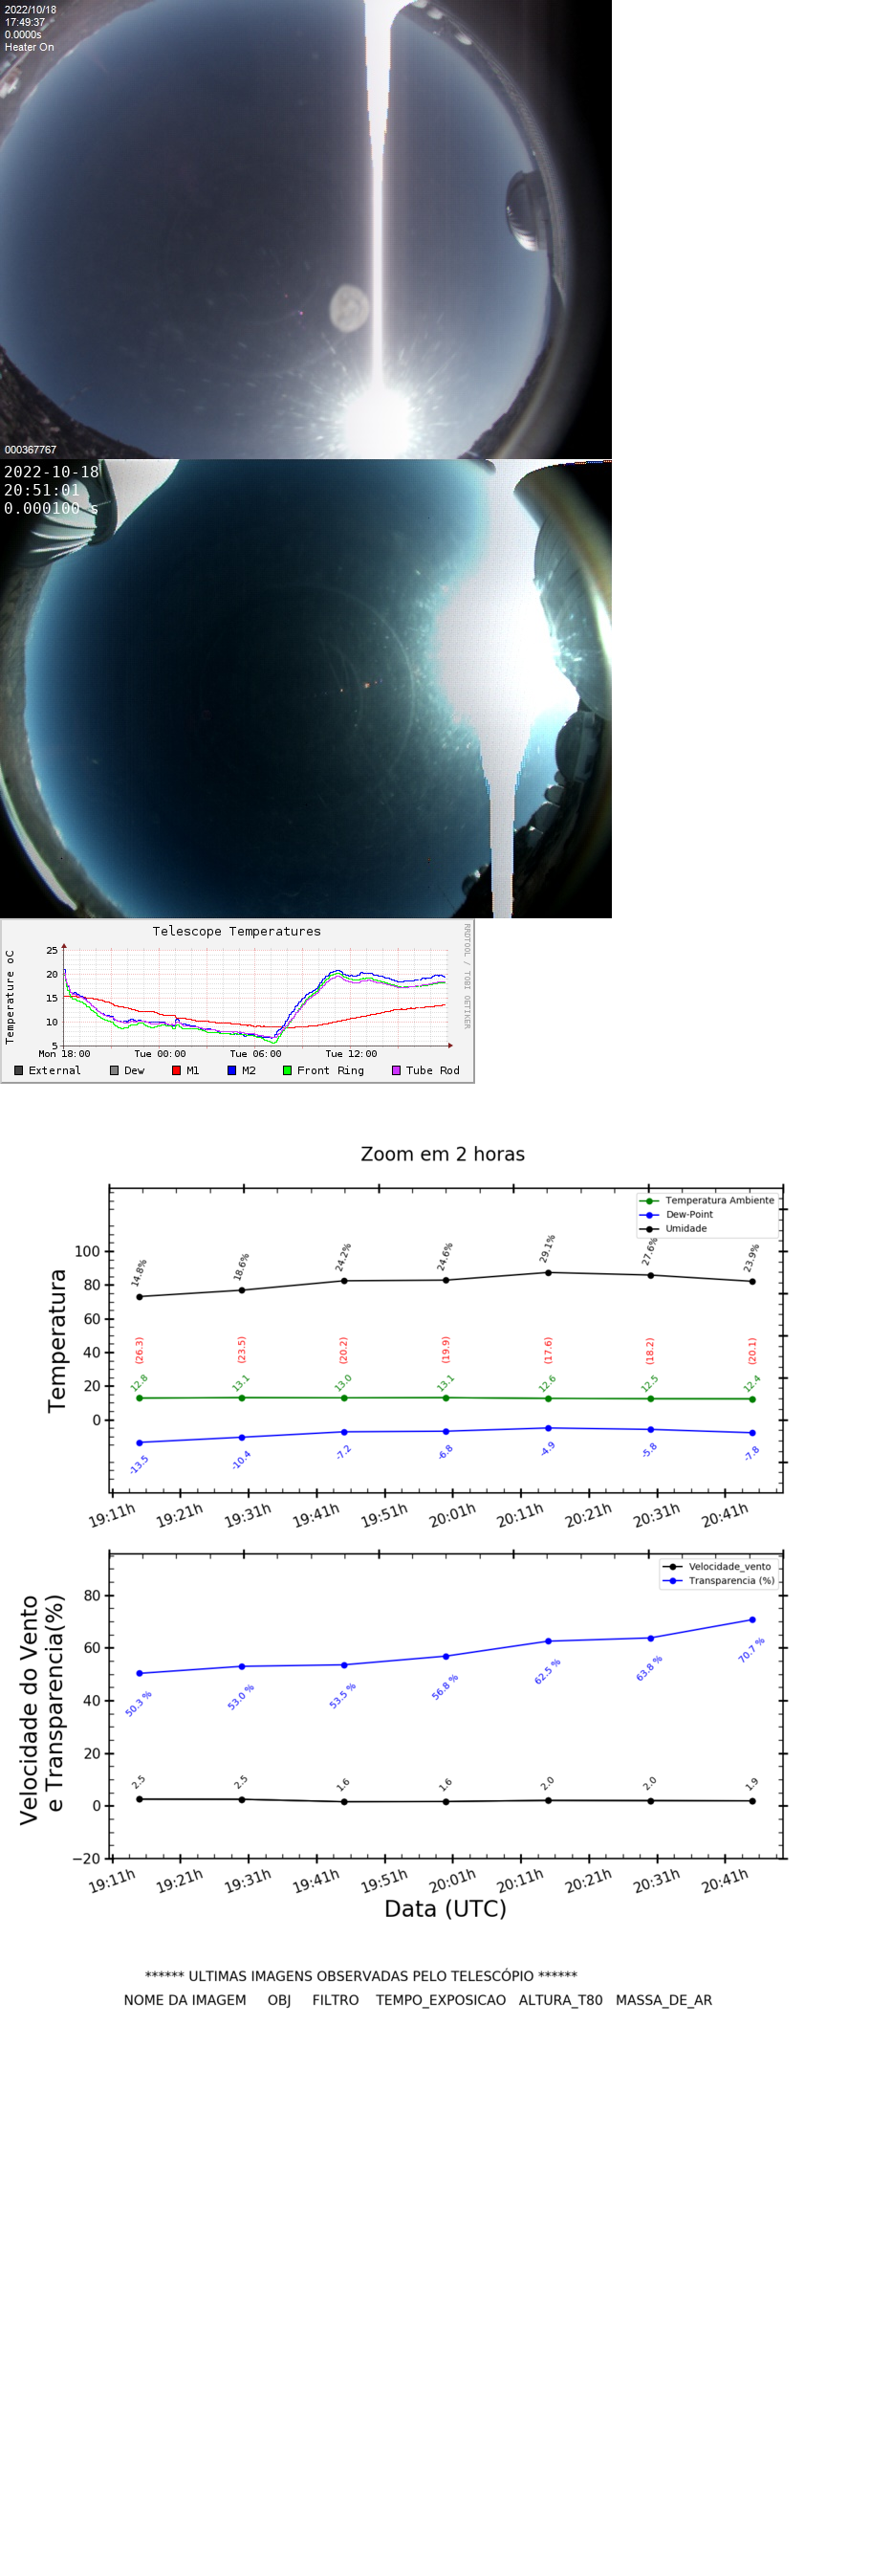 2022/10/18
17:49:37
0.0000s
Heater On
000367767
2022-10-18
20:51:01
0.000100 s
Telescope Temperatures
RRDTOOL / TOBI OETIKER
Temperature oC
25
20
15
10
5
Mon 18:00 Tue 00:00 Tue 06:00 Tue 12:00
External Dew M1 M2 Front Ring Tube Rod
Zoom em 2 horas
Temperatura Ambiente
Dew-Point
Umidade
Temperatura
100
80
60
40
20
0
14.8% 18.6% 24.2% 24.6% 29.1% 27.6% 23.9%
(26.3) (23.5) (20.2) (19.9) (17.6) (18.2) (20.1)
12.8 13.1 13.0 13.1 12.6 12.5 12.4
-13.5 -10.4 -7.2 -6.8 -4.9 -5.8 -7.8
19:11h 19:21h 19:31h 19:41h 19:51h 20:01h 20:11h 20:21h 20:31h 20:41h
Velocidade_vento
Transparencia (%)
Velocidade do Vento
e Transparencia(%)
80
60
40
20
0
−20
50.3 % 53.0 % 53.5 % 56.8 % 62.5 % 63.8 % 70.7 %
2.5 2.5 1.6 1.6 2.0 2.0 1.9
19:11h 19:21h 19:31h 19:41h 19:51h 20:01h 20:11h 20:21h 20:31h 20:41h
Data (UTC)
****** ULTIMAS IMAGENS OBSERVADAS PELO TELESCÓPIO ******
NOME DA IMAGEM OBJ FILTRO TEMPO_EXPOSICAO ALTURA_T80 MASSA_DE_AR